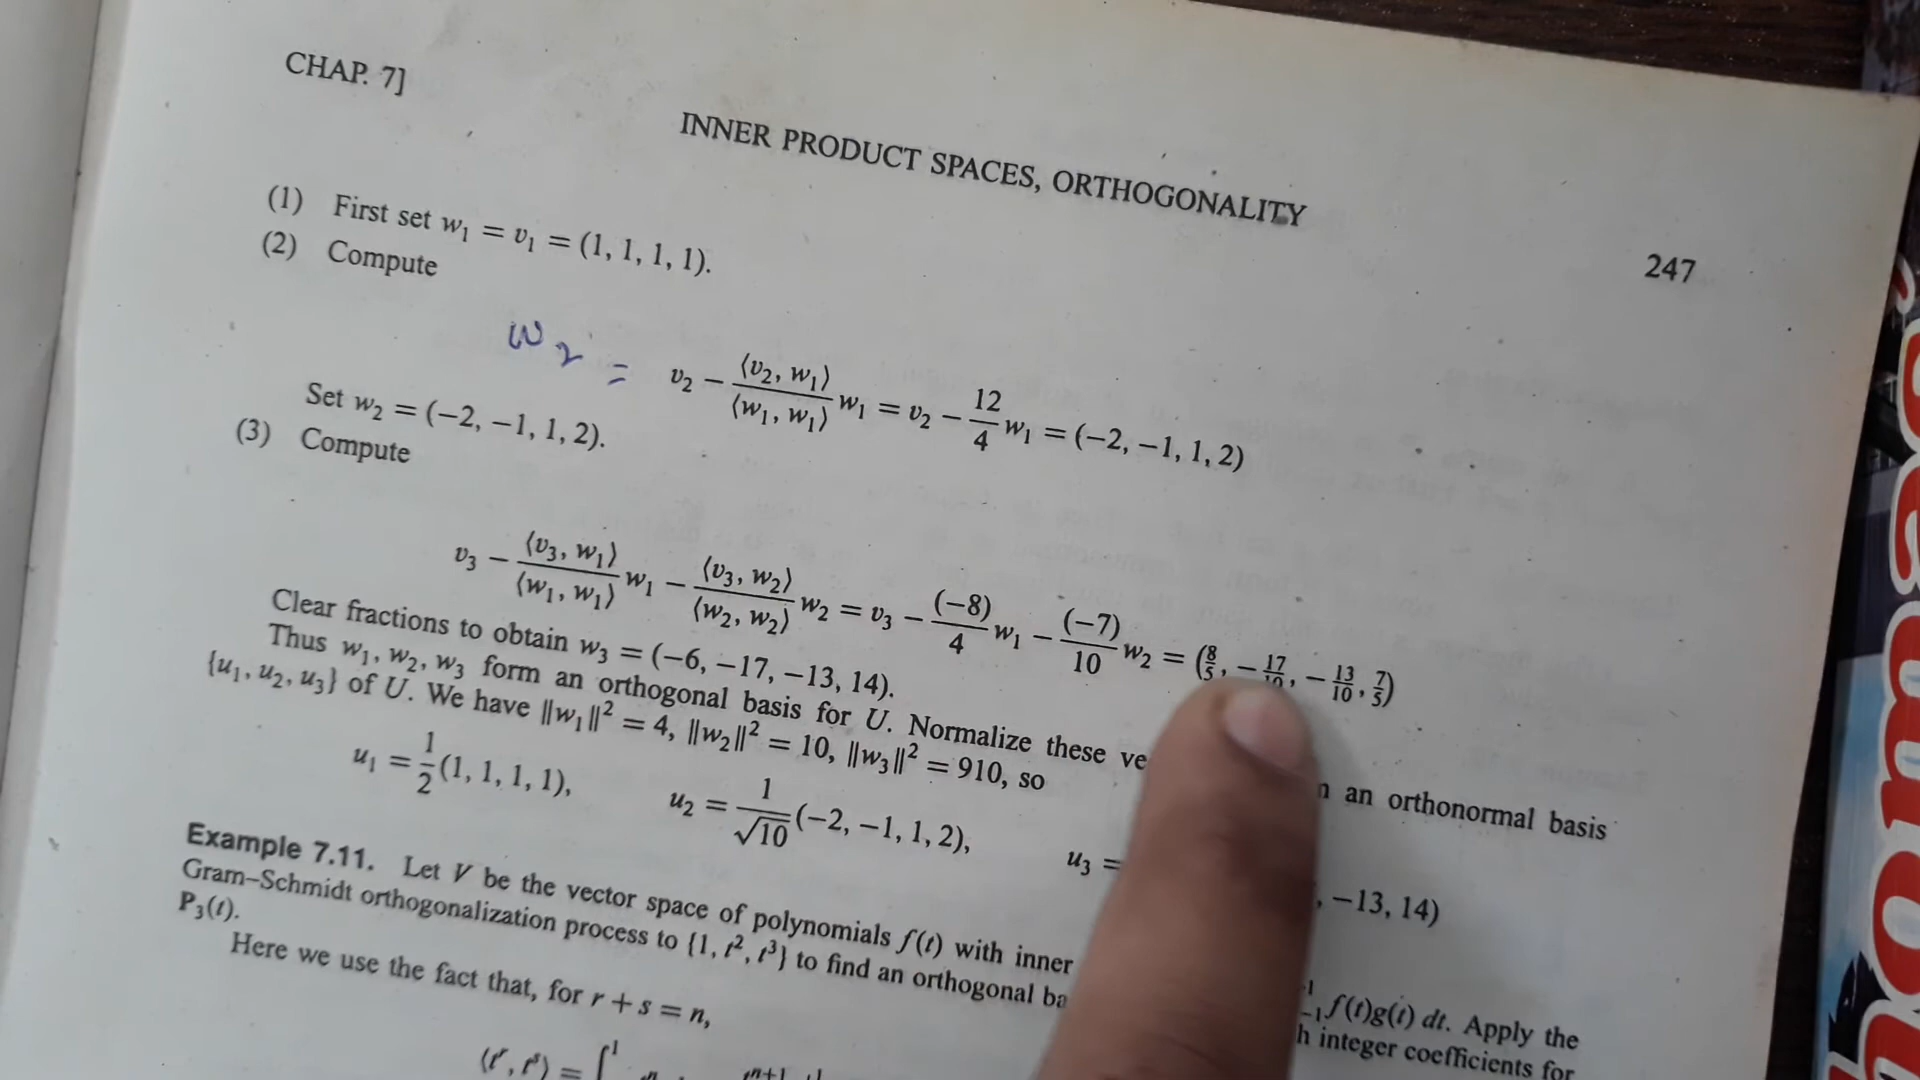 CHAP. 7]
INNER PRODUCT SPACES, ORTHOGONALITY
247
(1) First set w₁ = v₁ = (1, 1, 1, 1).
(2) Compute
w₂ = v₂ − ⟨v₂, w₁⟩/⟨w₁, w₁⟩ w₁ = v₂ − 12/4 w₁ = (−2, −1, 1, 2)
Set w₂ = (−2, −1, 1, 2).
(3) Compute
v₃ − ⟨v₃, w₁⟩/⟨w₁, w₁⟩ w₁ − ⟨v₃, w₂⟩/⟨w₂, w₂⟩ w₂ = v₃ − (−8)/4 w₁ − (−7)/10 w₂ = (8/5, −17/10, −13/10, 7/5)
Clear fractions to obtain w₃ = (−6, −17, −13, 14).
Thus w₁, w₂, w₃ form an orthogonal basis for U. Normalize these an orthonormal basis
{u₁, u₂, u₃} of U. We have ‖w₁‖² = 4, ‖w₂‖² = 10, ‖w₃‖² = 910, so
u₁ = 1/2 (1, 1, 1, 1), u₂ = 1/√10 (−2, −1, 1, 2), u₃ = , −13, 14)
Example 7.11. Let V be the vector space of polynomials f(t) with inner f(t)g(t) dt. Apply the
Gram–Schmidt orthogonalization process to {1, t², t³} to find an orthogonal integer coefficients for
P₃(t).
Here we use the fact that, for r + s = n,
⟨tʳ, tˢ⟩ = ∫